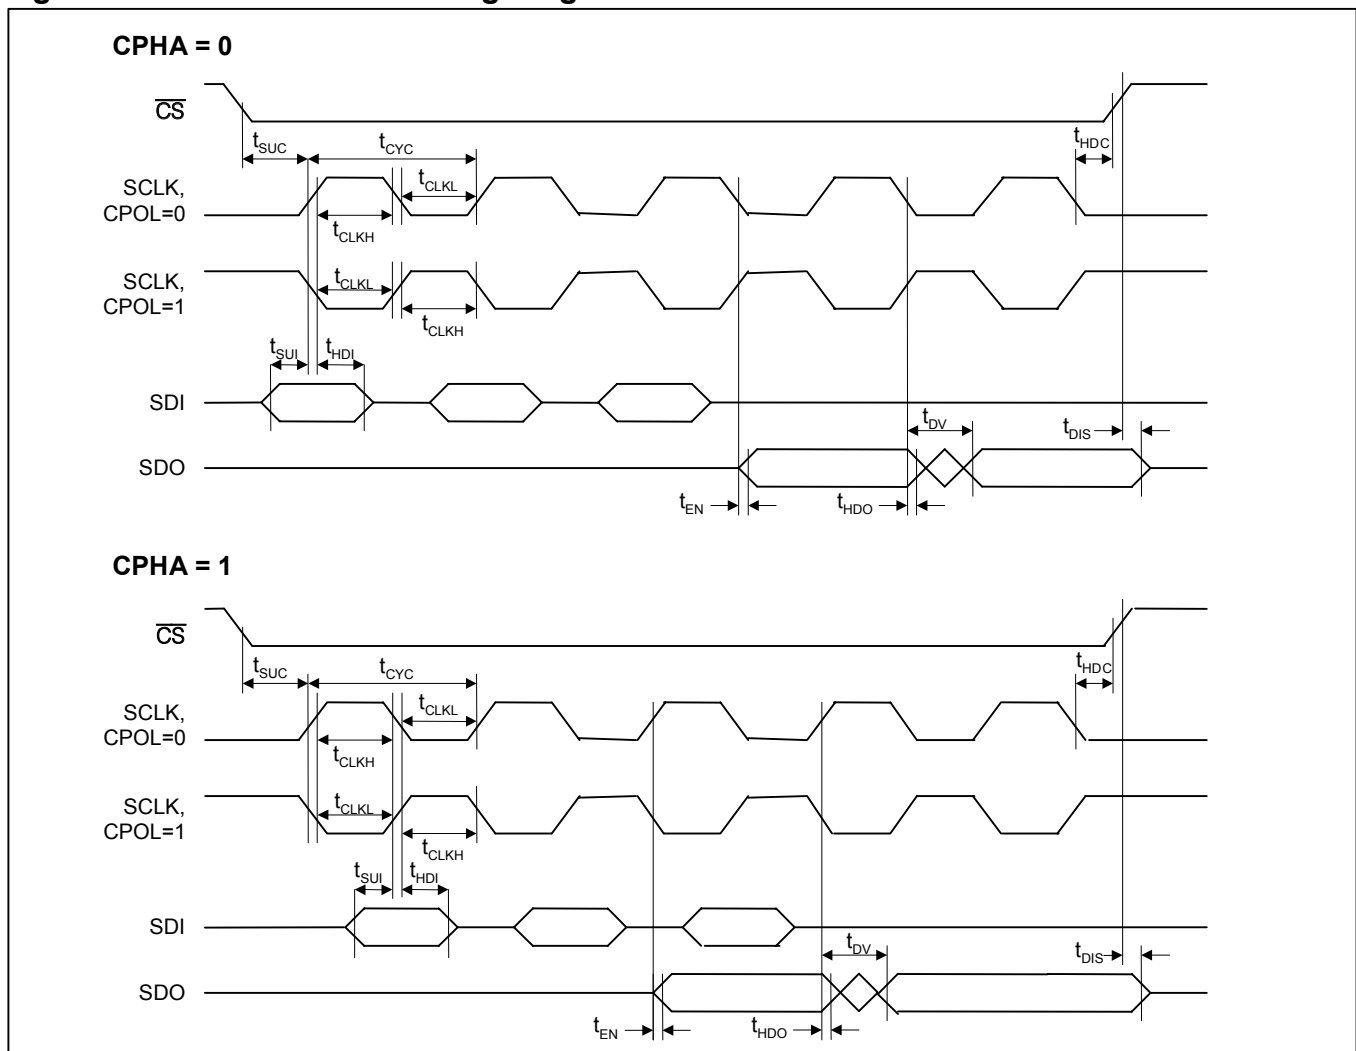 CPHA = 0
CS
tSUC
tCYC
tHDC
SCLK,
CPOL=0
tCLKL
tCLKH
SCLK,
CPOL=1
tCLKL
tCLKH
tSUI
tHDI
SDI
tDV
tDIS
SDO
tEN
tHDO
CPHA = 1
CS
tSUC
tCYC
tHDC
SCLK,
CPOL=0
tCLKL
tCLKH
SCLK,
CPOL=1
tCLKL
tCLKH
tSUI
tHDI
SDI
tDV
tDIS
SDO
tEN
tHDO